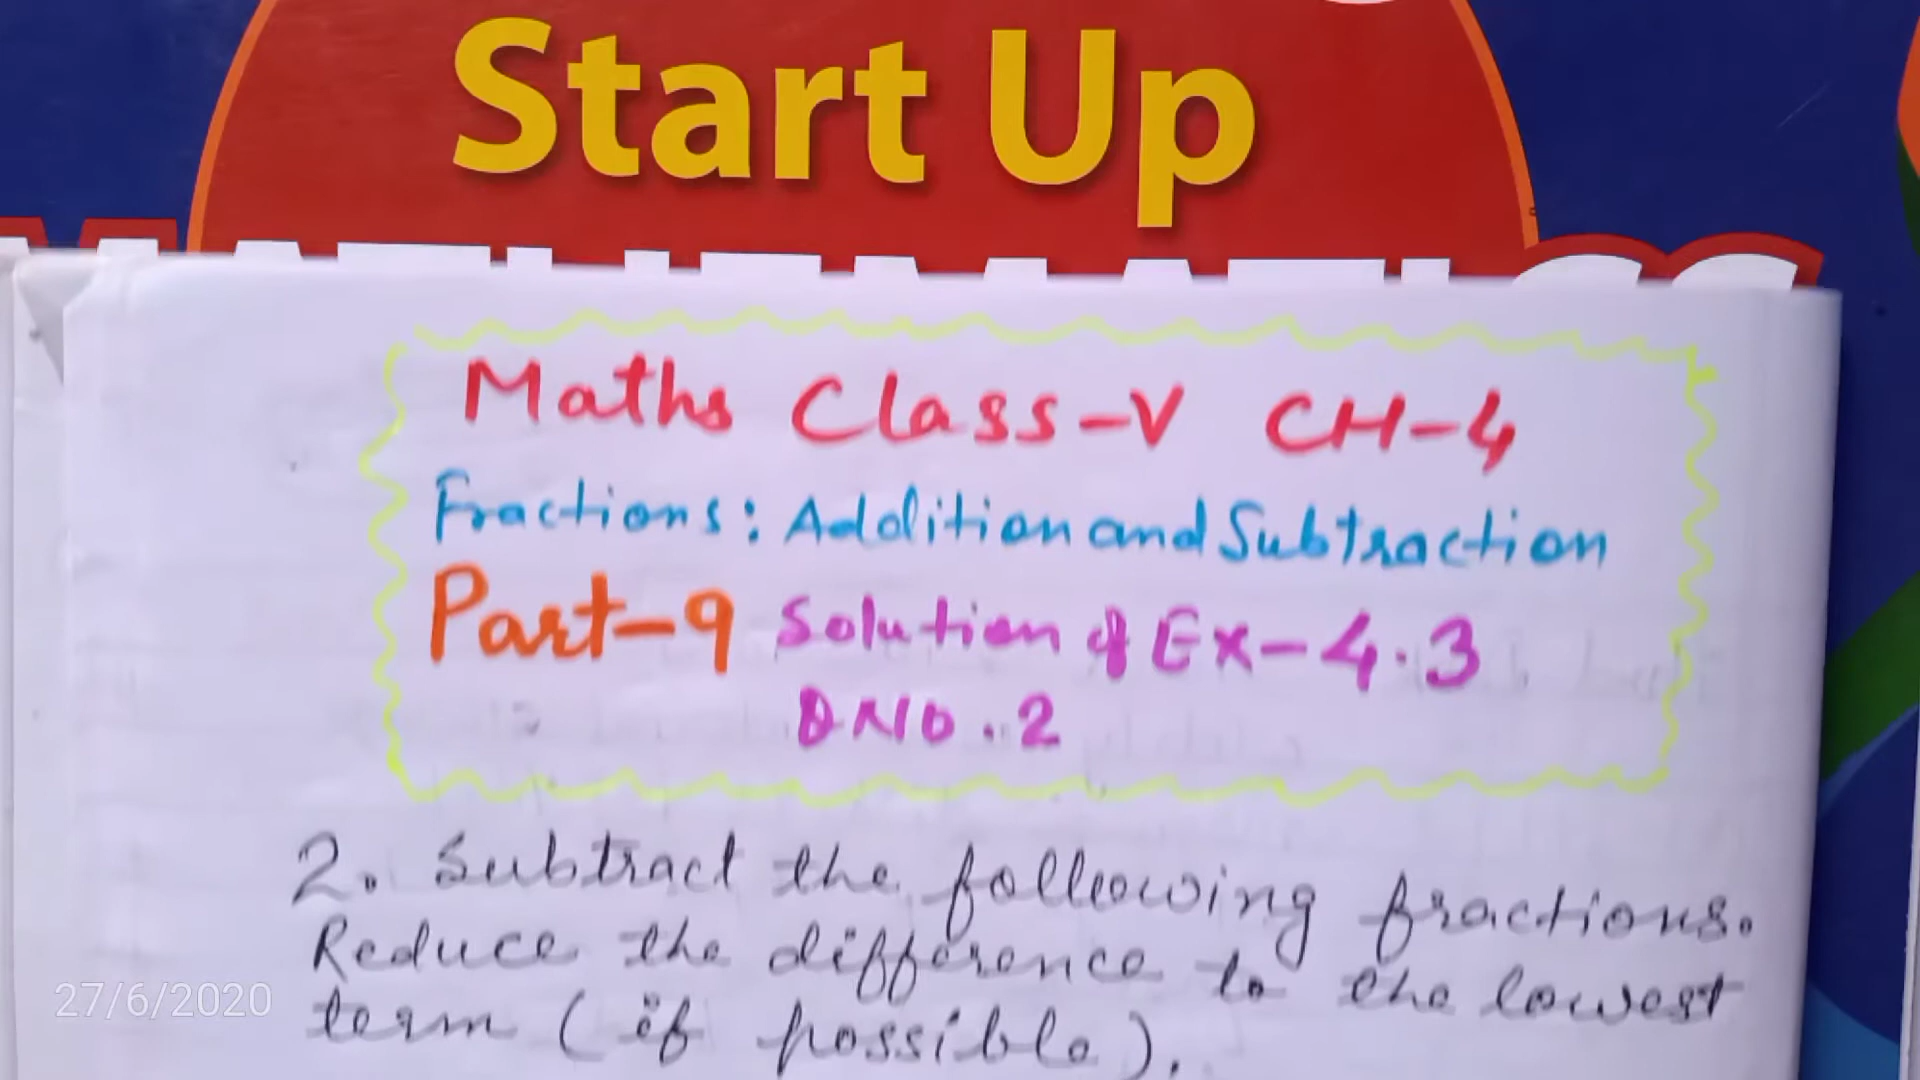 Start Up
Maths Class-V CH-4
Fractions: Addition and Subtraction
Part-9 Solution of Ex-4.3
QNO.2
2. Subtract the following fractions.
Reduce the difference to the lowest
term (if possible).
27/6/2020